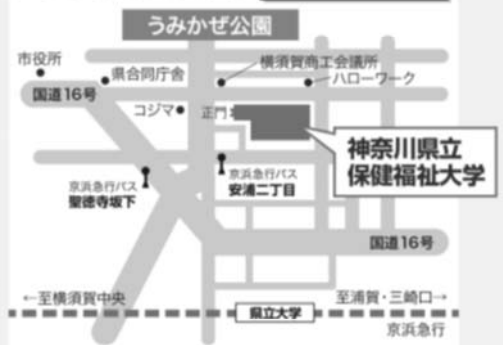 うみかぜ公園
市役所
県合同庁舎
横須賀商工会議所
ハローワーク
国道16号
コジマ
正門
神奈川県立
保健福祉大学
京浜急行バス
聖徳寺坂下
京浜急行バス
安浦二丁目
国道16号
←至横須賀中央
至浦賀・三崎口→
県立大学
京浜急行